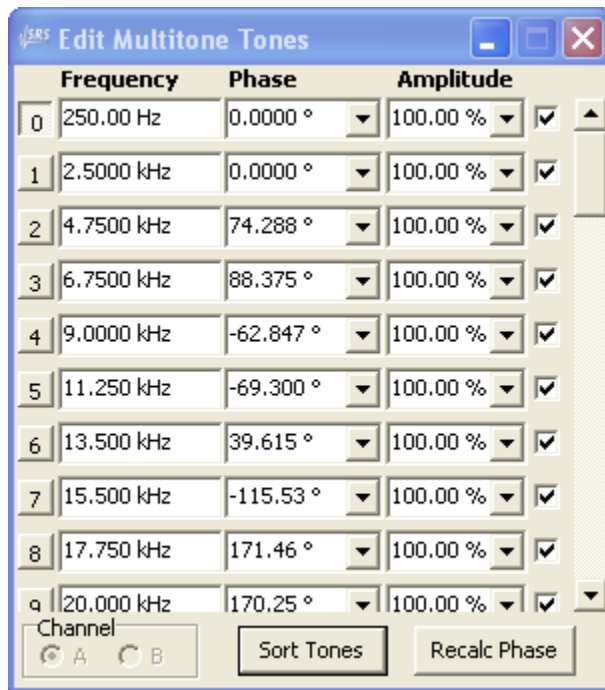 SRS Edit Multitone Tones
Frequency Phase Amplitude
0 250.00 Hz 0.0000 ° 100.00 %
1 2.5000 kHz 0.0000 ° 100.00 %
2 4.7500 kHz 74.288 ° 100.00 %
3 6.7500 kHz 88.375 ° 100.00 %
4 9.0000 kHz -62.847 ° 100.00 %
5 11.250 kHz -69.300 ° 100.00 %
6 13.500 kHz 39.615 ° 100.00 %
7 15.500 kHz -115.53 ° 100.00 %
8 17.750 kHz 171.46 ° 100.00 %
9 20.000 kHz 170.25 ° 100.00 %
Channel
A B Sort Tones Recalc Phase